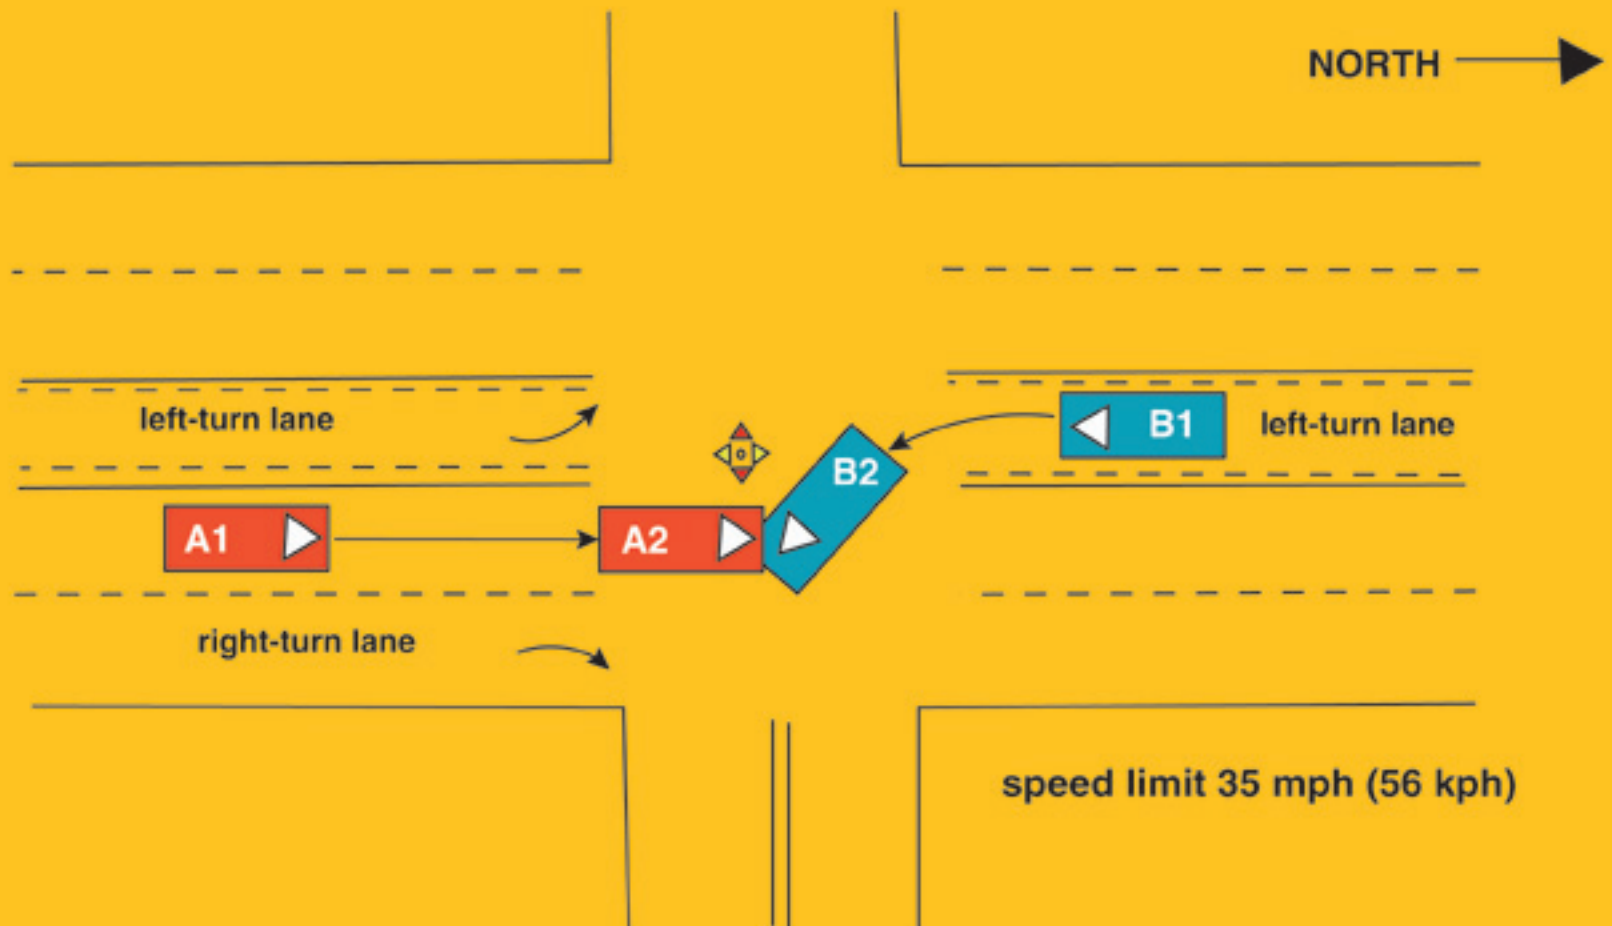 NORTH
left-turn lane
B1
left-turn lane
B2
A1
A2
right-turn lane
speed limit 35 mph (56 kph)